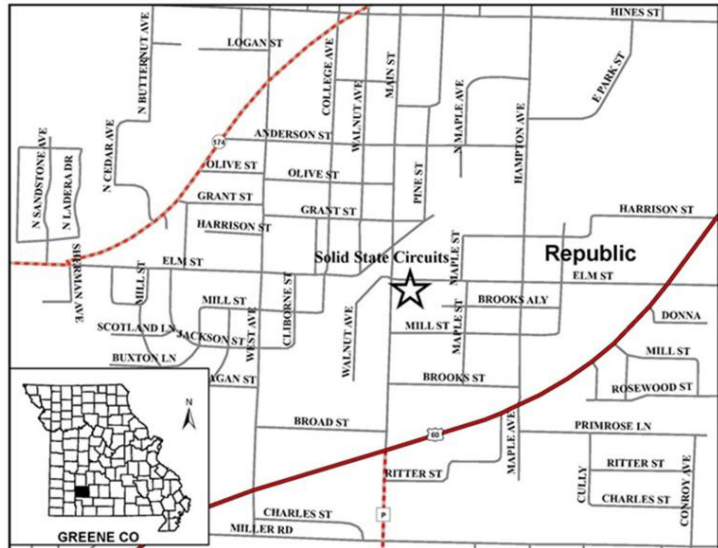 HINES ST
LOGAN ST
N BUTTERNUT AVE
COLLEGE AVE
MAIN ST
WALNUT AVE
E PARK ST
174
ANDERSON ST
N MAPLE AVE
HAMPTON AVE
N SANDSTONE AVE
N LADERA DR
N CEDAR AVE
OLIVE ST
OLIVE ST
PINE ST
GRANT ST
GRANT ST
HARRISON ST
HARRISON ST
SHERMAN AVE
ELM ST
Solid State Circuits
MAPLE ST
Republic
ELM ST
MILL ST
MILL ST
CLIBORNE ST
BROOKS ALY
MAPLE ST
DONNA
SCOTLAND LN
JACKSON ST
WEST AVE
WALNUT AVE
MILL ST
MILL ST
BUXTON LN
AGAN ST
BROOKS ST
ROSEWOOD ST
BROAD ST
60
MAPLE AVE
PRIMROSE LN
N
RITTER ST
RITTER ST
CULLY
CONROY AVE
CHARLES ST
CHARLES ST
P
MILLER RD
GREENE CO